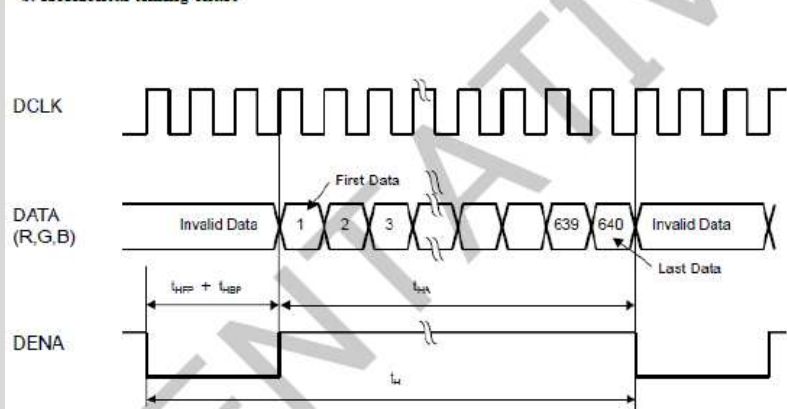 DCLK
First Data
DATA
(R,G,B)
Invalid Data
1
2
3
639
640
Invalid Data
Last Data
tHFP + tHBP
tHA
DENA
tH